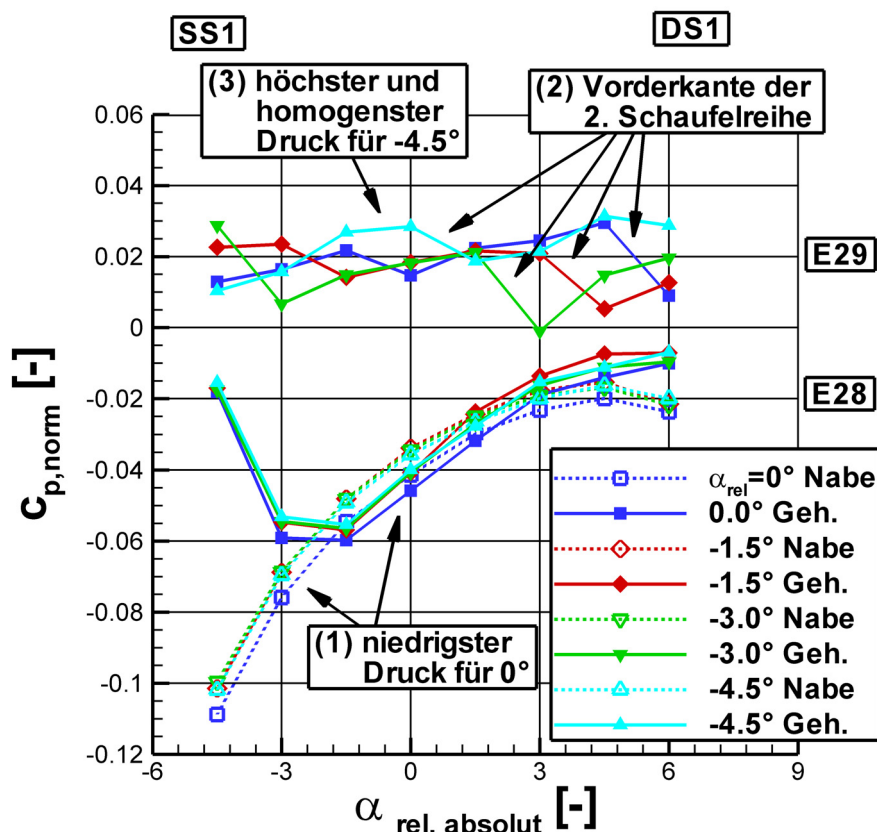 SS1
DS1
(3) höchster und
homogenster
Druck für -4.5°
(2) Vorderkante der
2. Schaufelreihe
0.06
0.04
0.02
0
-0.02
-0.04
-0.06
-0.08
-0.1
-0.12
c p,norm [-]
E29
E28
(1) niedrigster
Druck für 0°
α rel=0° Nabe
0.0° Geh.
-1.5° Nabe
-1.5° Geh.
-3.0° Nabe
-3.0° Geh.
-4.5° Nabe
-4.5° Geh.
-6 -3 0 3 6 9
α rel. absolut [-]